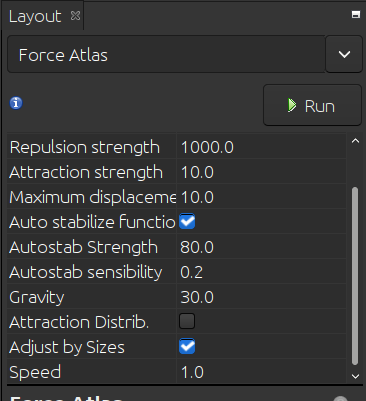 Layout
Force Atlas
Run
Repulsion strength 1000.0
Attraction strength 10.0
Maximum displaceme 10.0
Auto stabilize functio
Autostab Strength 80.0
Autostab sensibility 0.2
Gravity 30.0
Attraction Distrib.
Adjust by Sizes
Speed 1.0
Force Atlas